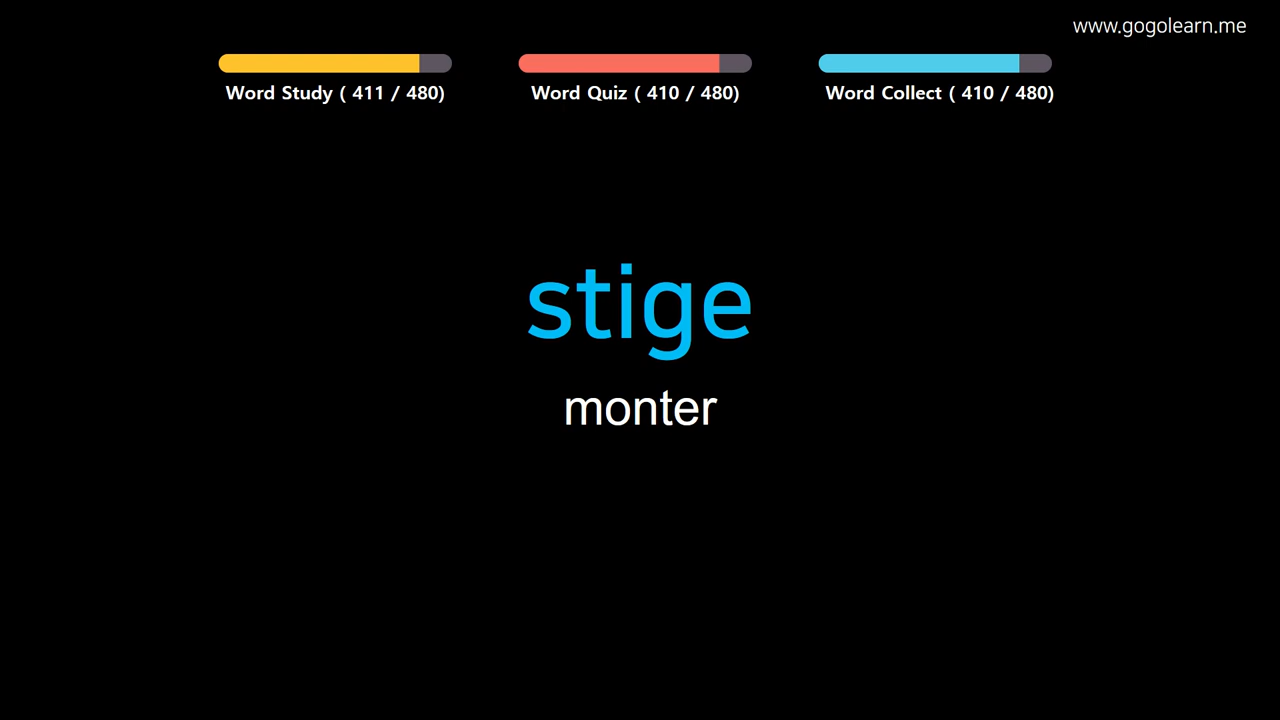 www.gogolearn.me
Word Study ( 411 / 480)
Word Quiz ( 410 / 480)
Word Collect ( 410 / 480)
stige
monter